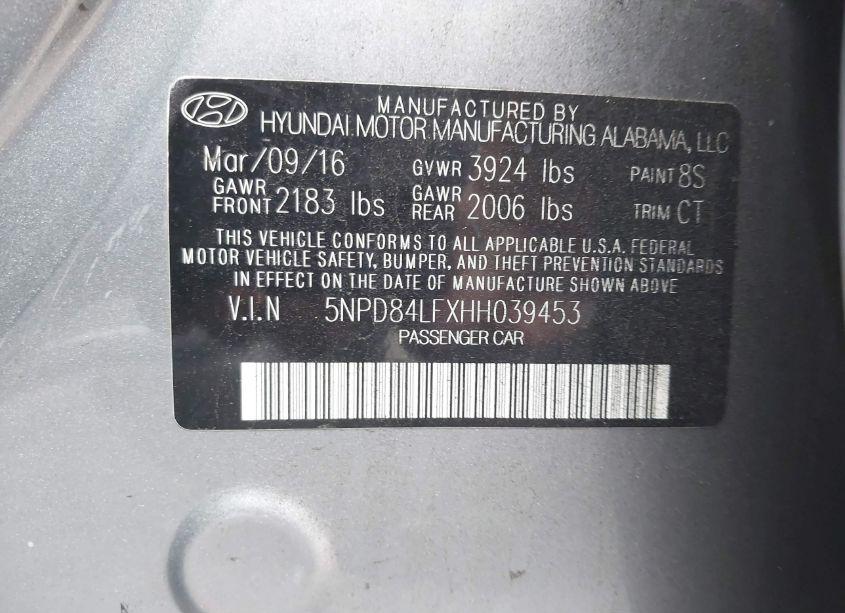 MANUFACTURED BY
HYUNDAI MOTOR MANUFACTURING ALABAMA, LLC
Mar/09/16 GVWR 3924 lbs PAINT 8S
GAWR FRONT 2183 lbs GAWR REAR 2006 lbs TRIM CT
THIS VEHICLE CONFORMS TO ALL APPLICABLE U.S.A. FEDERAL
MOTOR VEHICLE SAFETY, BUMPER, AND THEFT PREVENTION STANDARDS
IN EFFECT ON THE DATE OF MANUFACTURE SHOWN ABOVE
V.I.N 5NPD84LFXHH039453
PASSENGER CAR